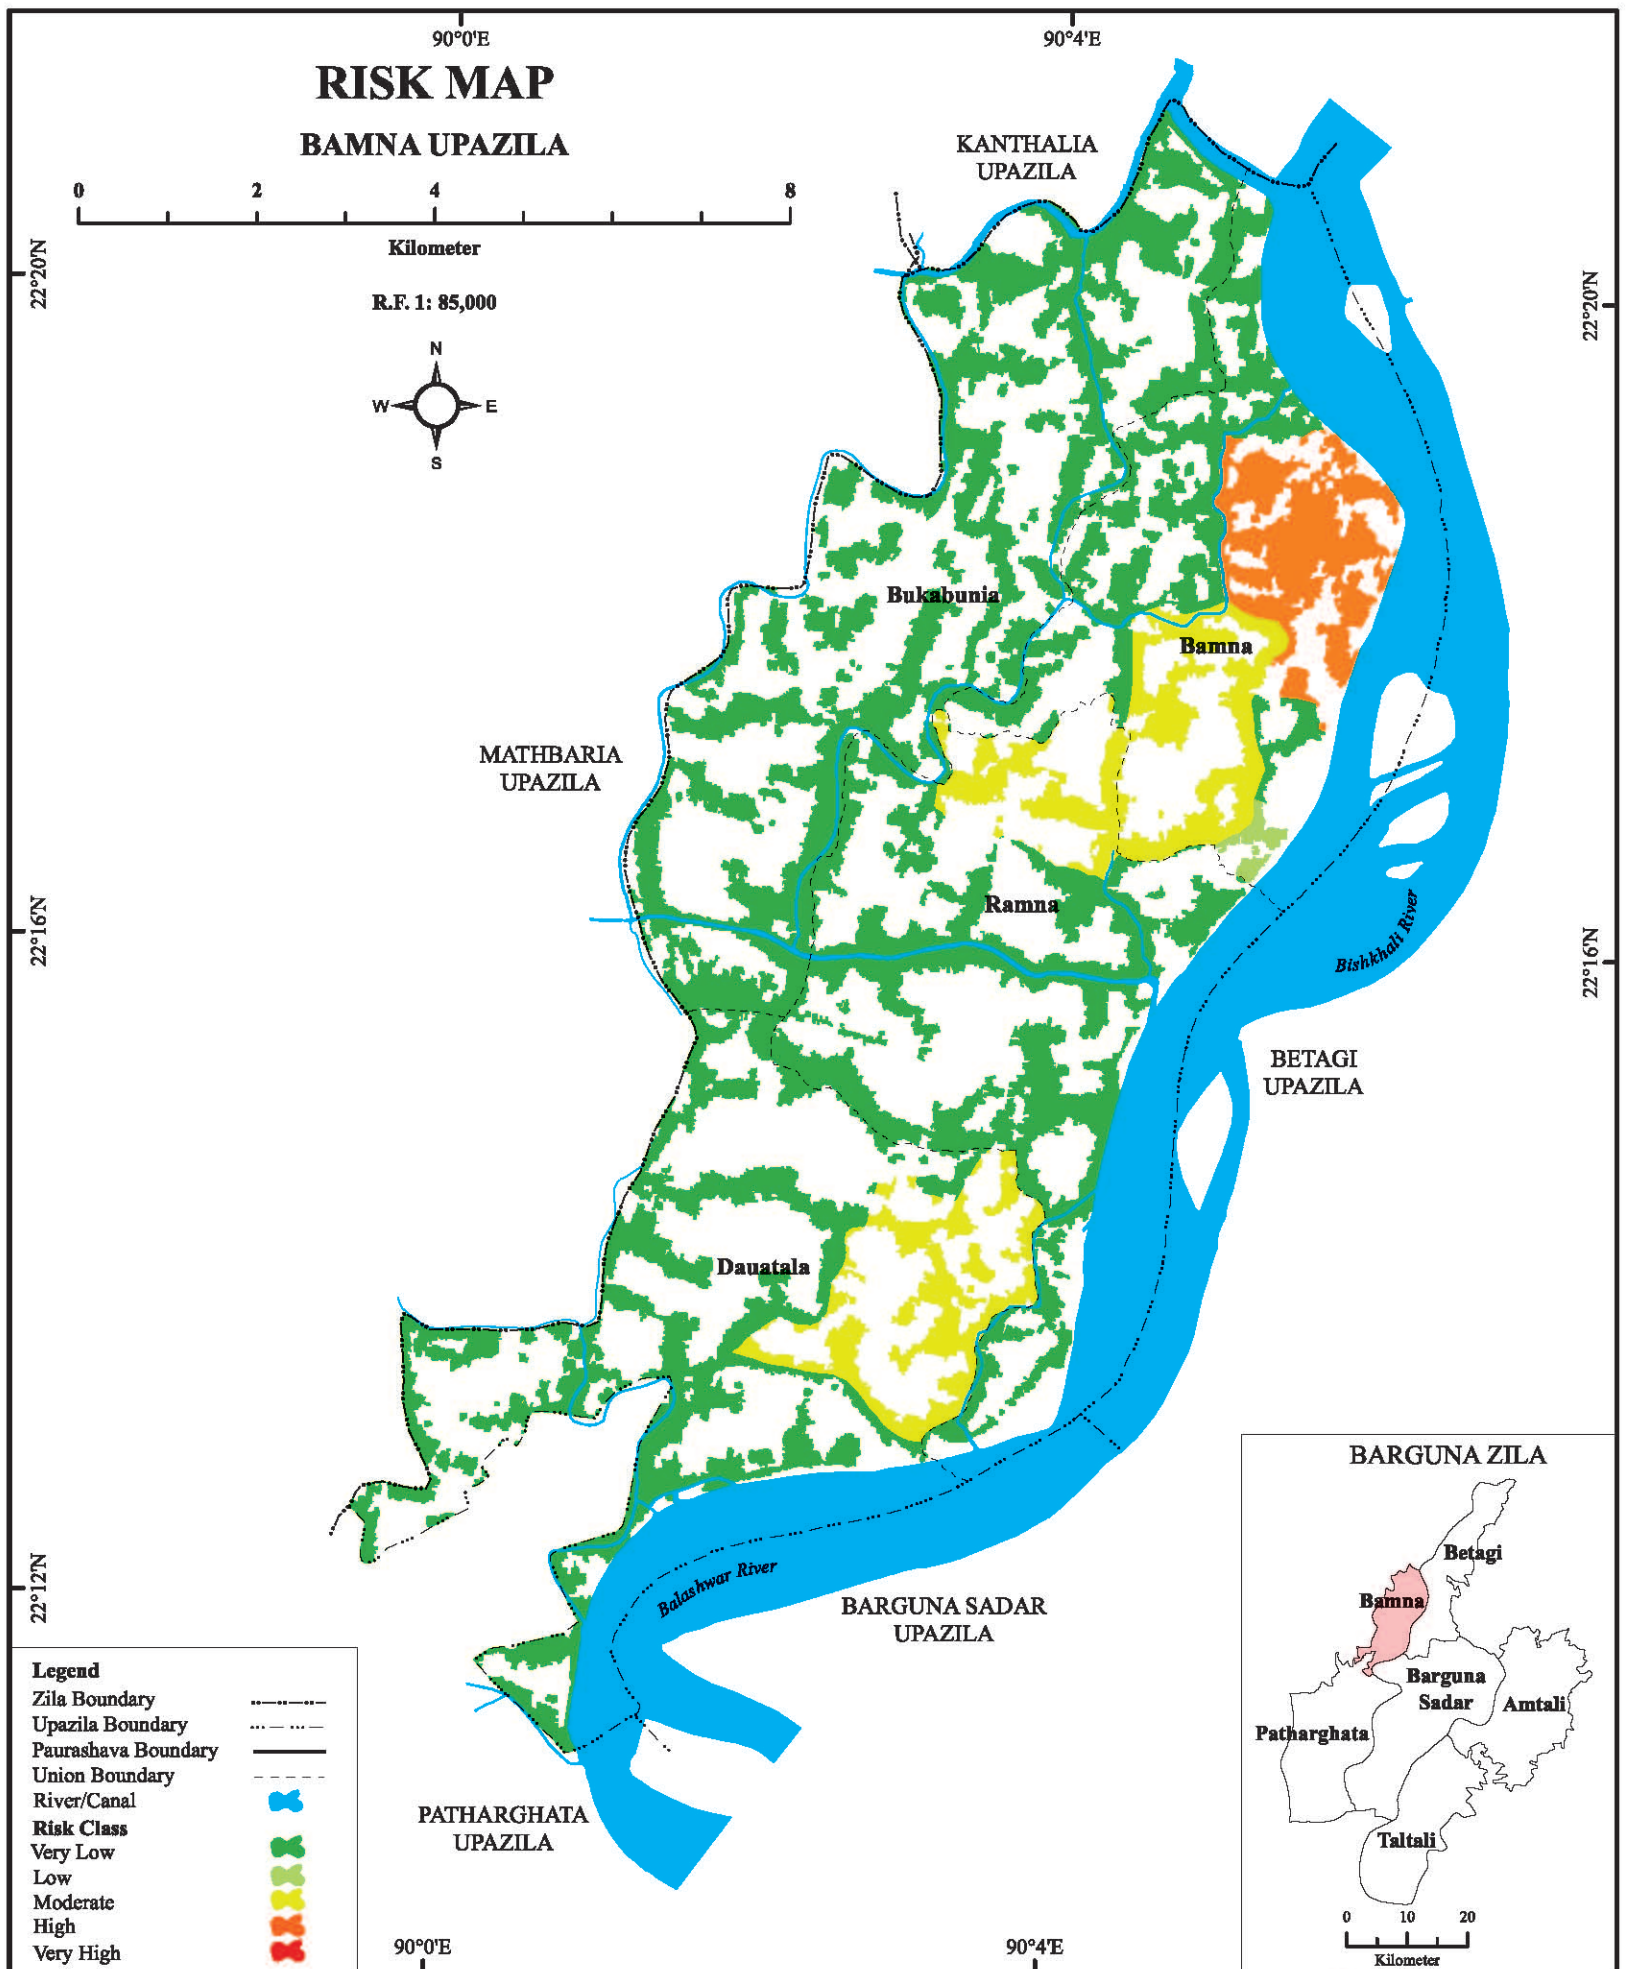 90°0'E
90°4'E
RISK MAP
BAMNA UPAZILA
0 2 4 8
Kilometer
R.F. 1: 85,000
N
W E
S
22°20'N
22°20'N
KANTHALIA
UPAZILA
Bukabunia
Bamna
MATHBARIA
UPAZILA
Ramna
22°16'N
22°16'N
Bishkhali River
BETAGI
UPAZILA
Dauatala
22°12'N
Balashwar River
BARGUNA SADAR
UPAZILA
PATHARGHATA
UPAZILA
Legend
Zila Boundary
Upazila Boundary
Paurashava Boundary
Union Boundary
River/Canal
Risk Class
Very Low
Low
Moderate
High
Very High
BARGUNA ZILA
Betagi
Bamna
Barguna
Sadar
Amtali
Patharghata
Taltali
0 10 20
Kilometer
90°0'E
90°4'E